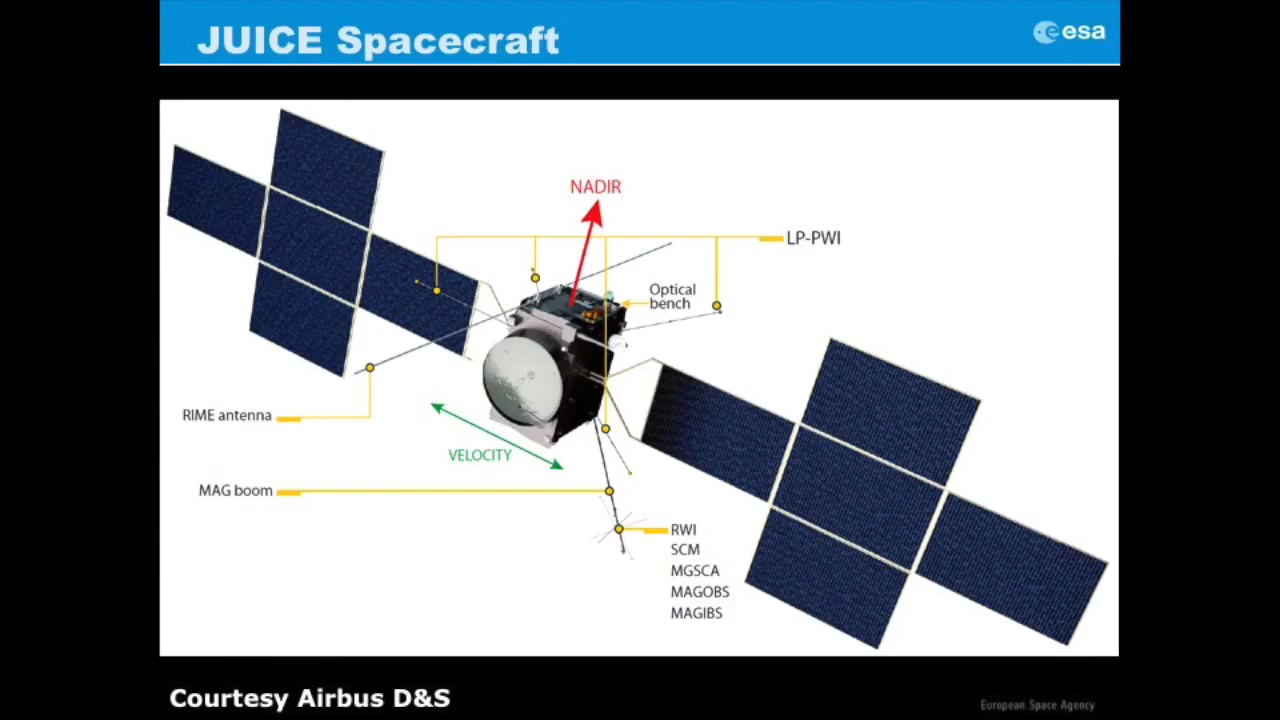 JUICE Spacecraft
esa
NADIR
LP-PWI
Optical
bench
RIME antenna
VELOCITY
MAG boom
RWI
SCM
MGSCA
MAGOBS
MAGIBS
Courtesy Airbus D&S
European Space Agency